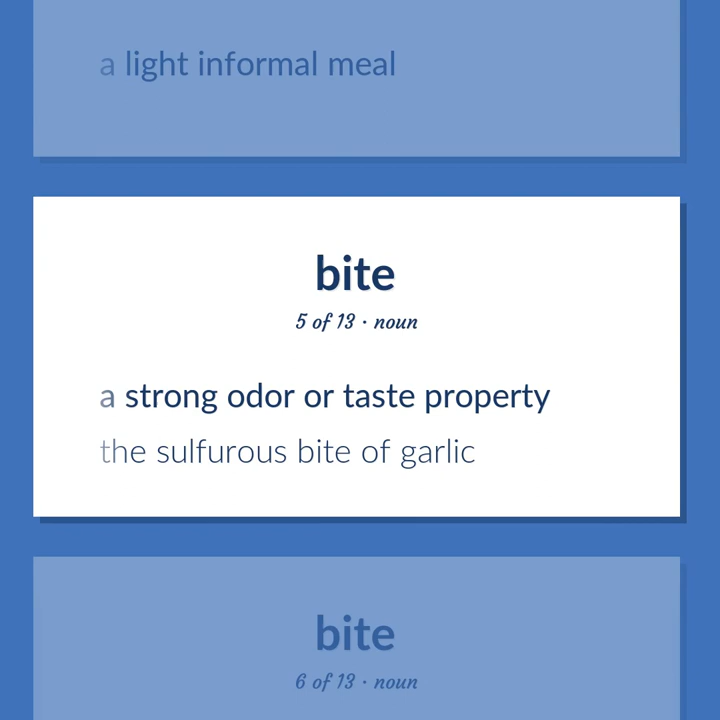 a light informal meal
bite
5 of 13 · noun
a strong odor or taste property
the sulfurous bite of garlic
bite
6 of 13 · noun